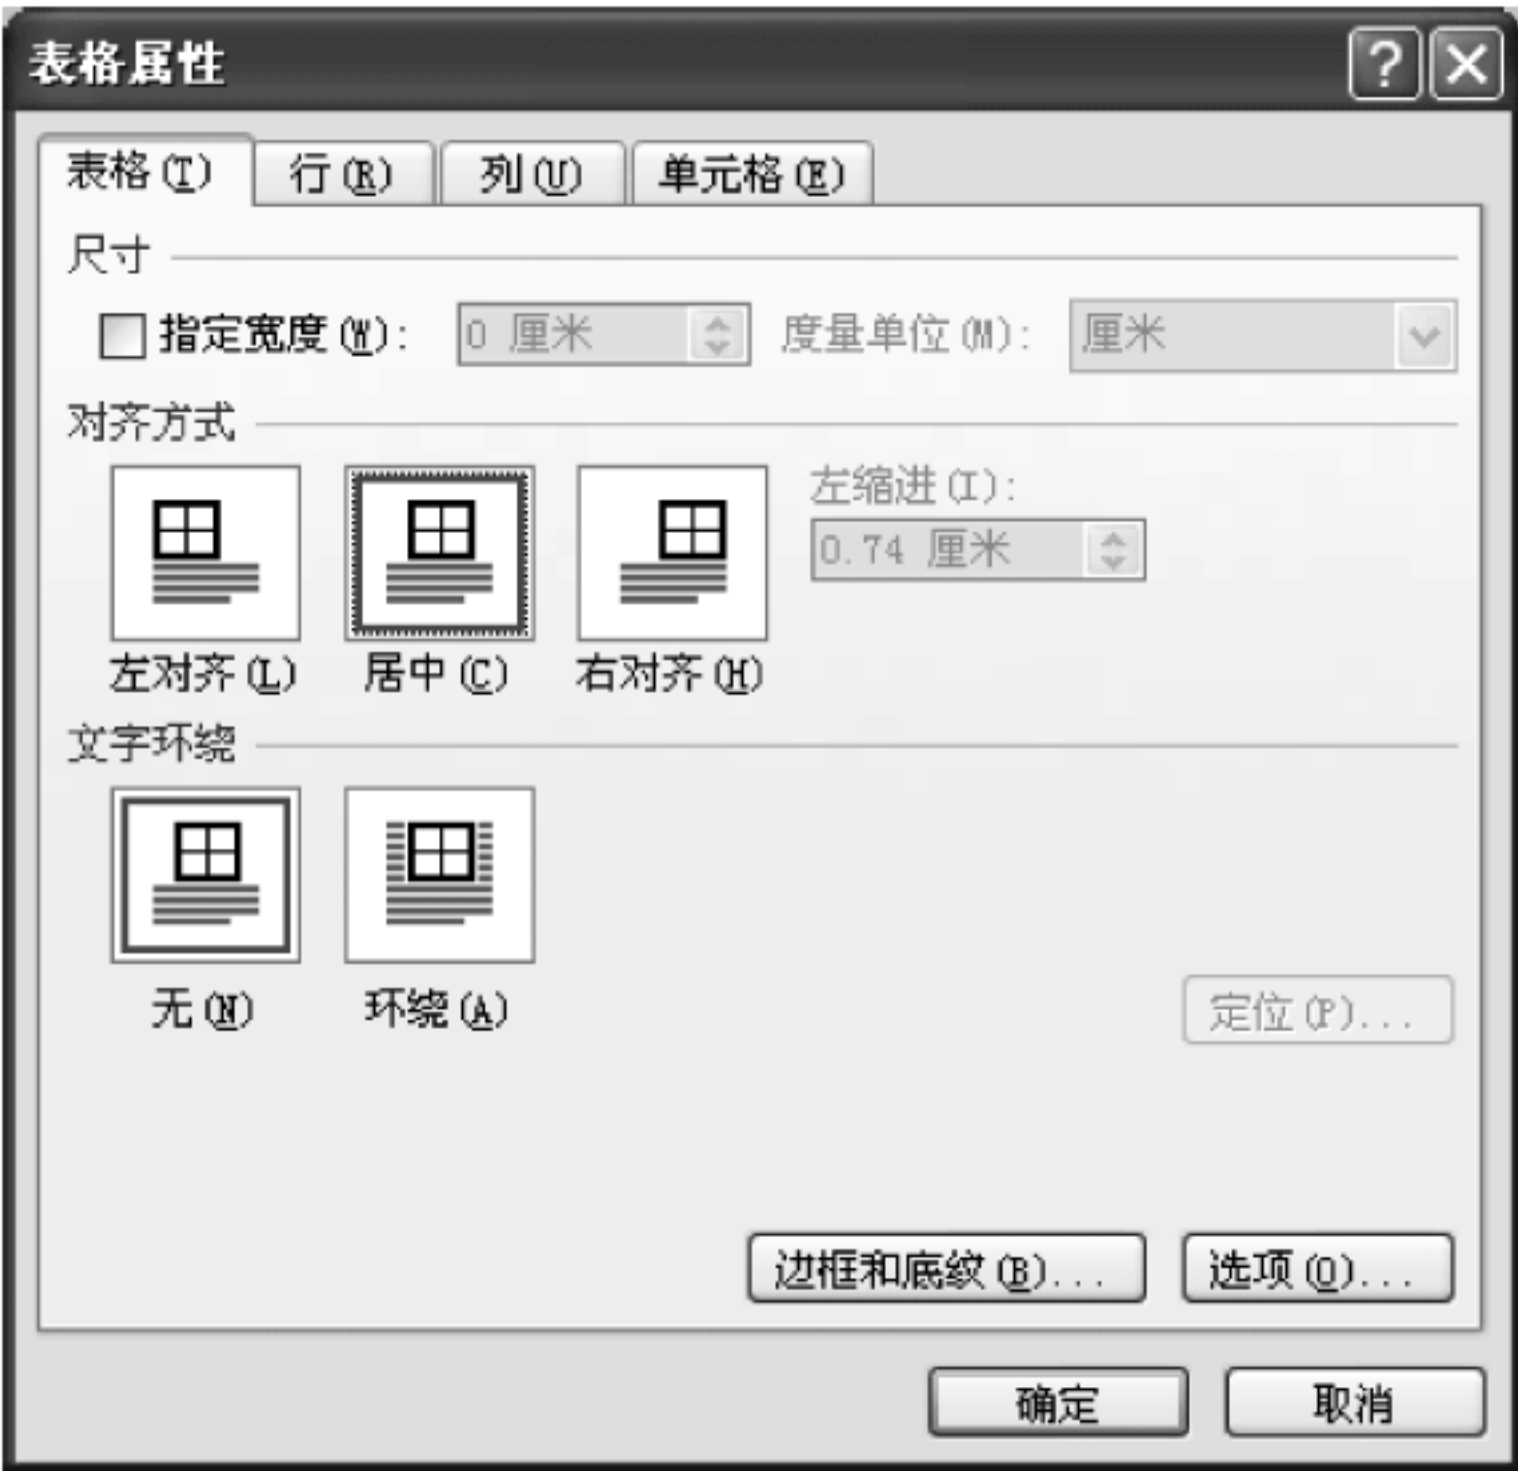 表格属性
表格(T) 行(R) 列(U) 单元格(E)
尺寸
指定宽度(W): 0 厘米 度量单位(M): 厘米
对齐方式
左缩进(I):
0.74 厘米
左对齐(L) 居中(C) 右对齐(H)
文字环绕
无(N) 环绕(A) 定位(P)...
边框和底纹(B)... 选项(O)...
确定 取消